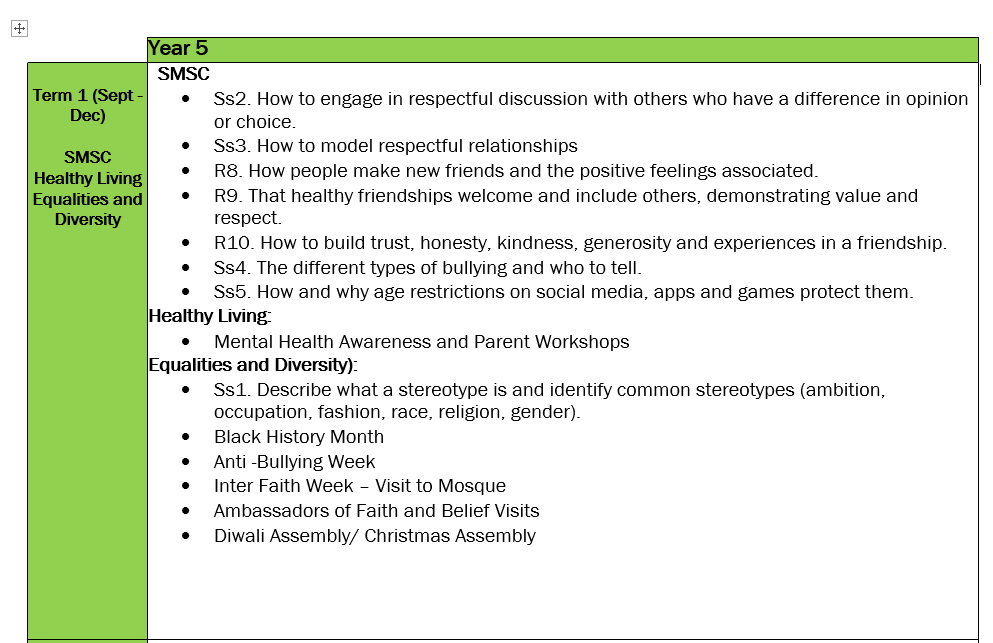 Year 5
Term 1 (Sept -
Dec)
SMSC
Healthy Living
Equalities and
Diversity
SMSC
• Ss2. How to engage in respectful discussion with others who have a difference in opinion
or choice.
• Ss3. How to model respectful relationships
• R8. How people make new friends and the positive feelings associated.
• R9. That healthy friendships welcome and include others, demonstrating value and
respect.
• R10. How to build trust, honesty, kindness, generosity and experiences in a friendship.
• Ss4. The different types of bullying and who to tell.
• Ss5. How and why age restrictions on social media, apps and games protect them.
Healthy Living:
• Mental Health Awareness and Parent Workshops
Equalities and Diversity):
• Ss1. Describe what a stereotype is and identify common stereotypes (ambition,
occupation, fashion, race, religion, gender).
• Black History Month
• Anti -Bullying Week
• Inter Faith Week – Visit to Mosque
• Ambassadors of Faith and Belief Visits
• Diwali Assembly/ Christmas Assembly